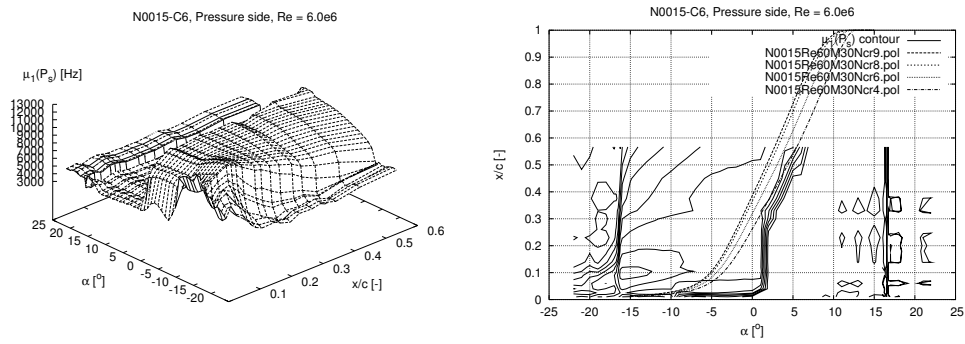 N0015-C6, Pressure side, Re = 6.0e6
μ1(Ps) [Hz]
13000
12000
11000
10000
9000
8000
7000
6000
5000
4000
3000
25
20
15
10
5
0
-5
-10
-15
-20
α [o]
0.1
0.2
0.3
0.4
0.5
0.6
x/c [-]
N0015-C6, Pressure side, Re = 6.0e6
μ1(Ps) contour
N0015Re60M30Ncr9.pol
N0015Re60M30Ncr8.pol
N0015Re60M30Ncr6.pol
N0015Re60M30Ncr4.pol
1
0.9
0.8
0.7
0.6
0.5
0.4
0.3
0.2
0.1
0
x/c [-]
-25 -20 -15 -10 -5 0 5 10 15 20 25
α [o]